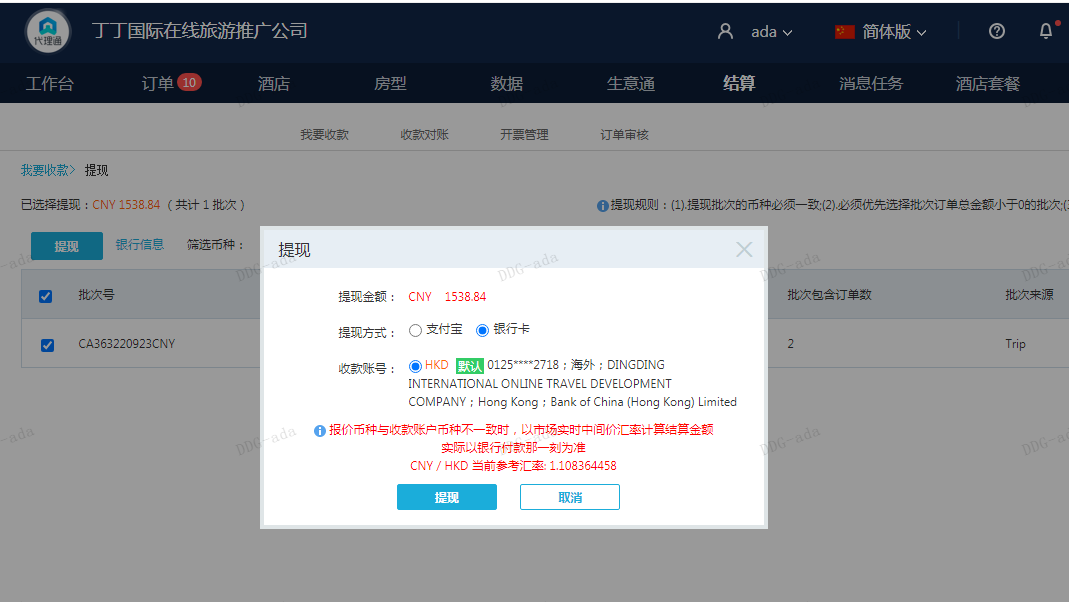 代理通
丁丁国际在线旅游推广公司
ada
简体版
工作台
订单 10
酒店
房型
数据
生意通
结算
消息任务
酒店套餐
我要收款
收款对账
开票管理
订单审核
我要收款> 提现
已选择提现：CNY 1538.84 （ 共计 1 批次 ）
提现规则：(1).提现批次的币种必须一致;(2).必须优先选择批次订单总金额小于0的批次;(3
提现
银行信息
筛选币种：
批次号
批次包含订单数
批次来源
CA363220923CNY
2
Trip
提现
提现金额： CNY 1538.84
提现方式： 支付宝 银行卡
收款账号： HKD 默认 0125****2718；海外；DINGDING
INTERNATIONAL ONLINE TRAVEL DEVELOPMENT
COMPANY；Hong Kong；Bank of China (Hong Kong) Limited
报价币种与收款账户币种不一致时，以市场实时中间价汇率计算结算金额
实际以银行付款那一刻为准
CNY / HKD 当前参考汇率: 1.108364458
提现
取消
DDG-ada
DDG-ada
DDG-ada
DDG-ada
DDG-ada
DDG-ada